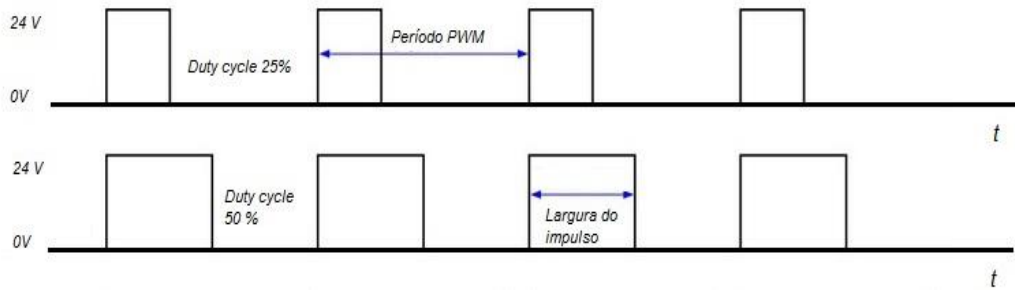 24 V
Período PWM
Duty cycle 25%
0V
t
24 V
Duty cycle
50 %
Largura do
impulso
0V
t